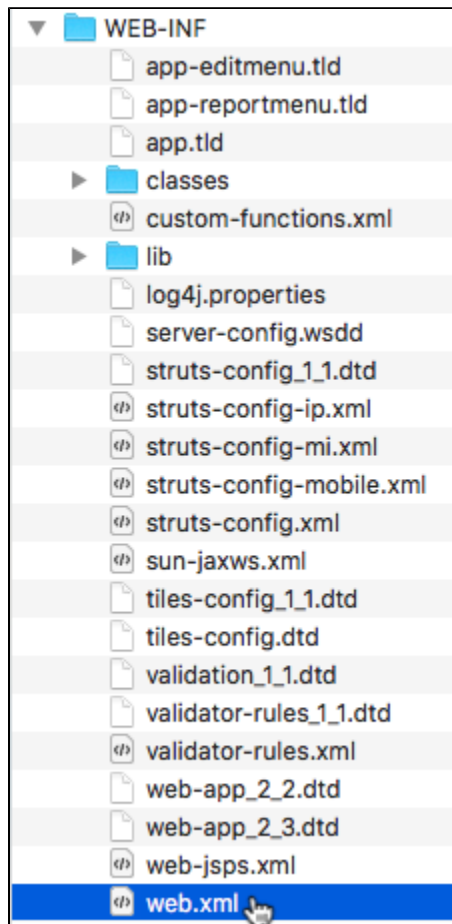 WEB-INF
app-editmenu.tld
app-reportmenu.tld
app.tld
classes
custom-functions.xml
lib
log4j.properties
server-config.wsdd
struts-config_1_1.dtd
struts-config-ip.xml
struts-config-mi.xml
struts-config-mobile.xml
struts-config.xml
sun-jaxws.xml
tiles-config_1_1.dtd
tiles-config.dtd
validation_1_1.dtd
validator-rules_1_1.dtd
validator-rules.xml
web-app_2_2.dtd
web-app_2_3.dtd
web-jsps.xml
web.xml